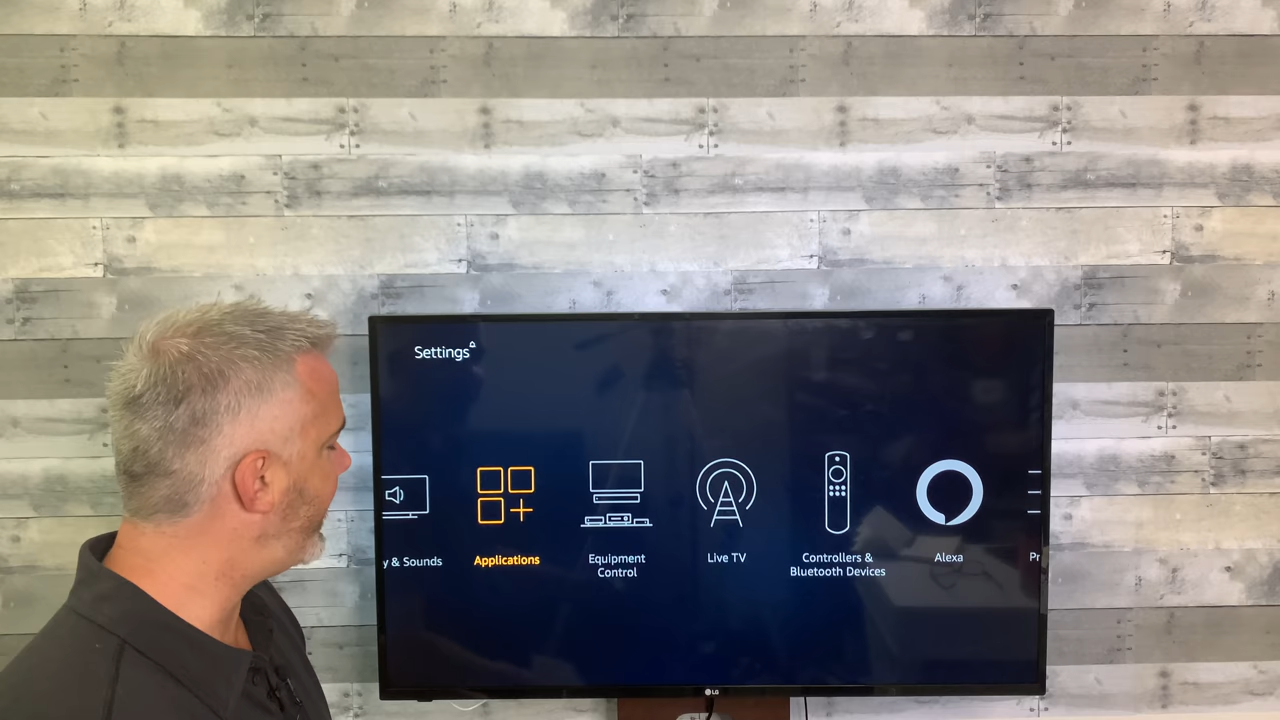 Settings
y & Sounds
Applications
Equipment
Control
Live TV
Controllers &
Bluetooth Devices
Alexa
Pr
LG